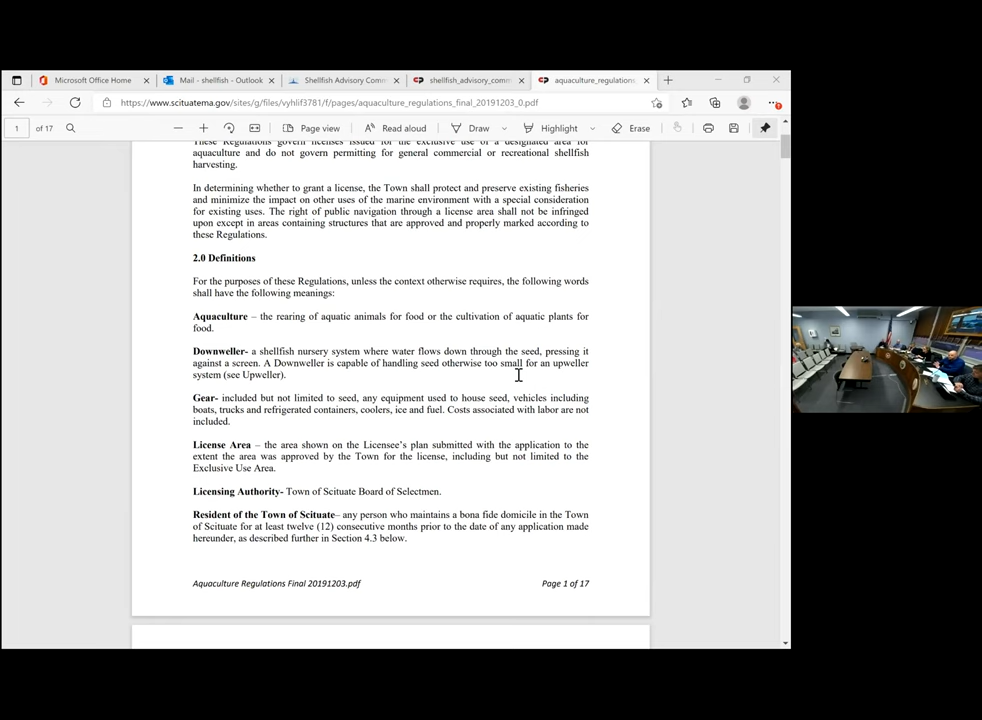 Microsoft Office Home
Mail - shellfish - Outlook
Shellfish Advisory Comm
shellfish_advisory_comm
aquaculture_regulations
https://www.scituatema.gov/sites/g/files/vyhlif3781/f/pages/aquaculture_regulations_final_20191203_0.pdf
1 of 17
Page view
Read aloud
Draw
Highlight
Erase
These Regulations govern licenses issued for the exclusive use of a designated area for
aquaculture and do not govern permitting for general commercial or recreational shellfish
harvesting.
In determining whether to grant a license, the Town shall protect and preserve existing fisheries
and minimize the impact on other uses of the marine environment with a special consideration
for existing uses. The right of public navigation through a license area shall not be infringed
upon except in areas containing structures that are approved and properly marked according to
these Regulations.
2.0 Definitions
For the purposes of these Regulations, unless the context otherwise requires, the following words
shall have the following meanings:
Aquaculture – the rearing of aquatic animals for food or the cultivation of aquatic plants for
food.
Downweller- a shellfish nursery system where water flows down through the seed, pressing it
against a screen. A Downweller is capable of handling seed otherwise too small for an upweller
system (see Upweller).
Gear- included but not limited to seed, any equipment used to house seed, vehicles including
boats, trucks and refrigerated containers, coolers, ice and fuel. Costs associated with labor are not
included.
License Area – the area shown on the Licensee's plan submitted with the application to the
extent the area was approved by the Town for the license, including but not limited to the
Exclusive Use Area.
Licensing Authority- Town of Scituate Board of Selectmen.
Resident of the Town of Scituate– any person who maintains a bona fide domicile in the Town
of Scituate for at least twelve (12) consecutive months prior to the date of any application made
hereunder, as described further in Section 4.3 below.
Aquaculture Regulations Final 20191203.pdf
Page 1 of 17